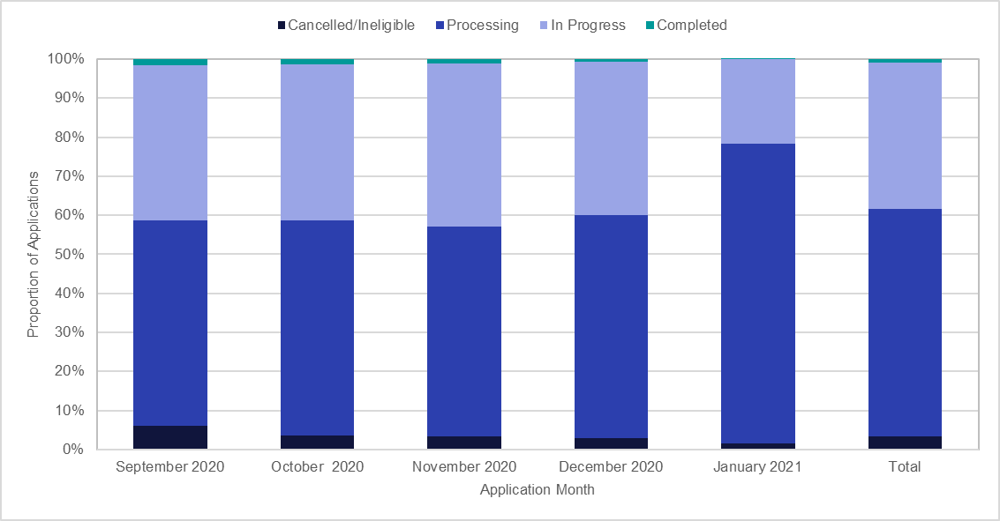 Cancelled/Ineligible Processing In Progress Completed
100%
90%
80%
70%
60%
50%
40%
30%
20%
10%
0%
Proportion of Applications
September 2020 October 2020 November 2020 December 2020 January 2021 Total
Application Month